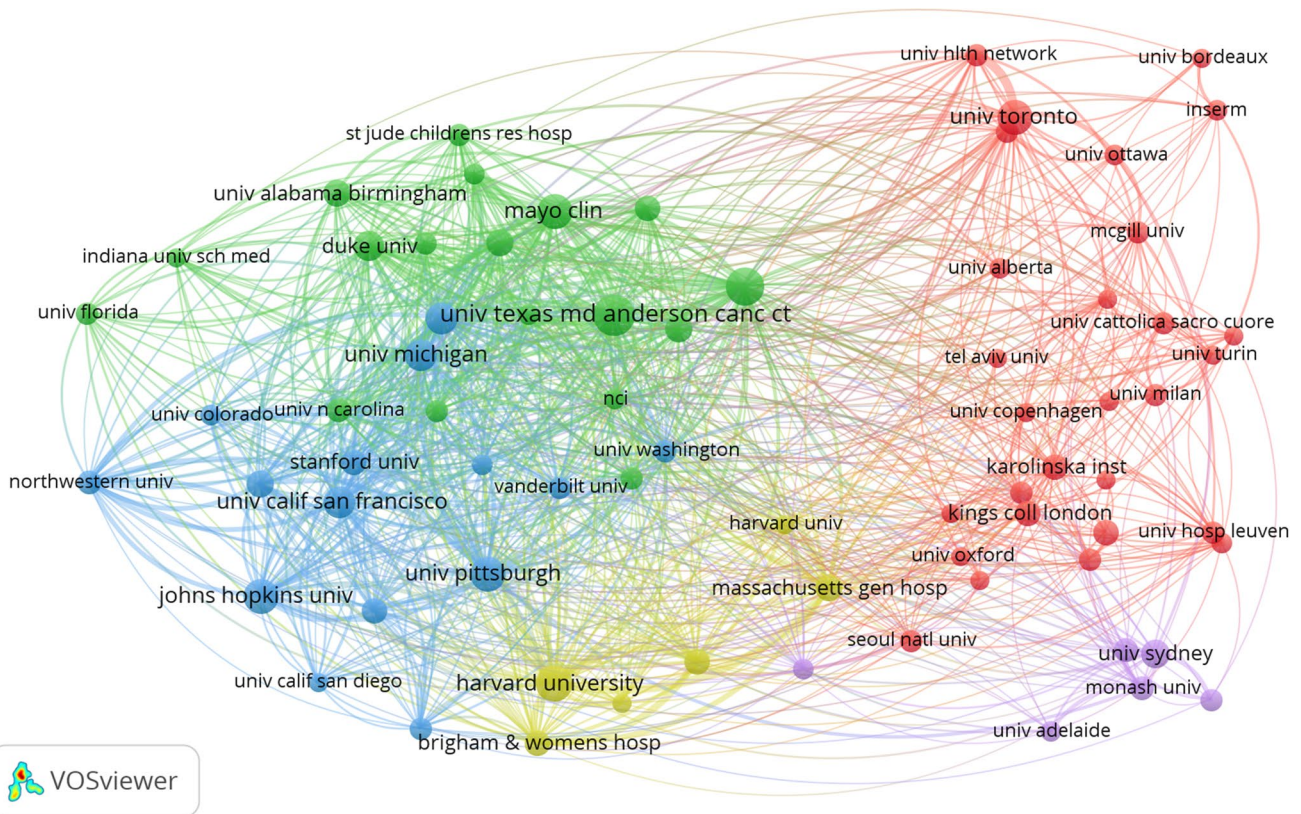 univ hlth network
univ bordeaux
univ toronto
inserm
st jude childrens res hosp
univ ottawa
univ alabama birmingham
mayo clin
mcgill univ
duke univ
indiana univ sch med
univ alberta
univ florida
univ texas md anderson canc ct
univ cattolica sacro cuore
univ michigan
tel aviv univ
univ turin
nci
univ milan
univ colorado
univ n carolina
univ copenhagen
univ washington
stanford univ
karolinska inst
northwestern univ
vanderbilt univ
univ calif san francisco
kings coll london
harvard univ
univ hosp leuven
univ oxford
univ pittsburgh
massachusetts gen hosp
johns hopkins univ
seoul natl univ
univ sydney
univ calif san diego
harvard university
monash univ
univ adelaide
brigham & womens hosp
VOSviewer